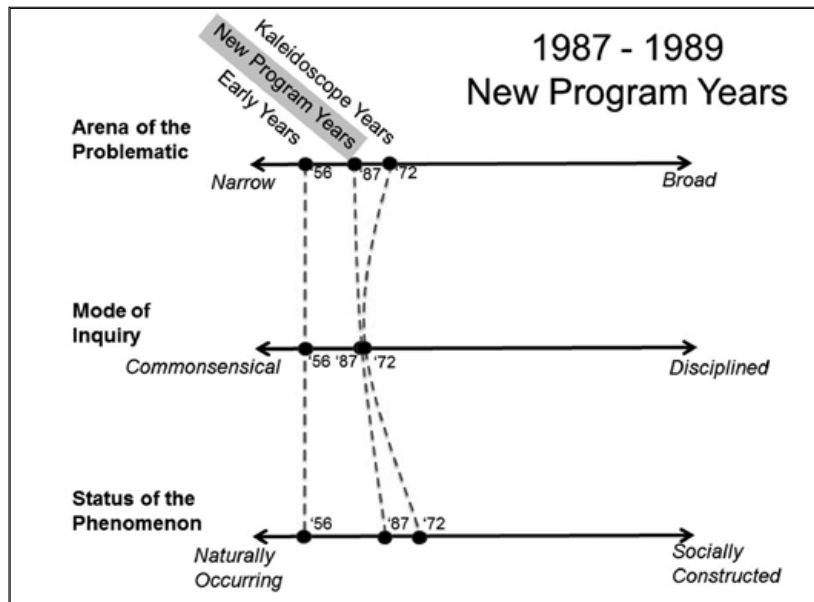 1987 - 1989
New Program Years
Kaleidoscope Years
New Program Years
Early Years
Arena of the
Problematic
‘56
‘87
‘72
Narrow
Broad
Mode of
Inquiry
‘56
‘87
‘72
Commonsensical
Disciplined
Status of the
Phenomenon
‘56
‘87
‘72
Naturally
Occurring
Socially
Constructed